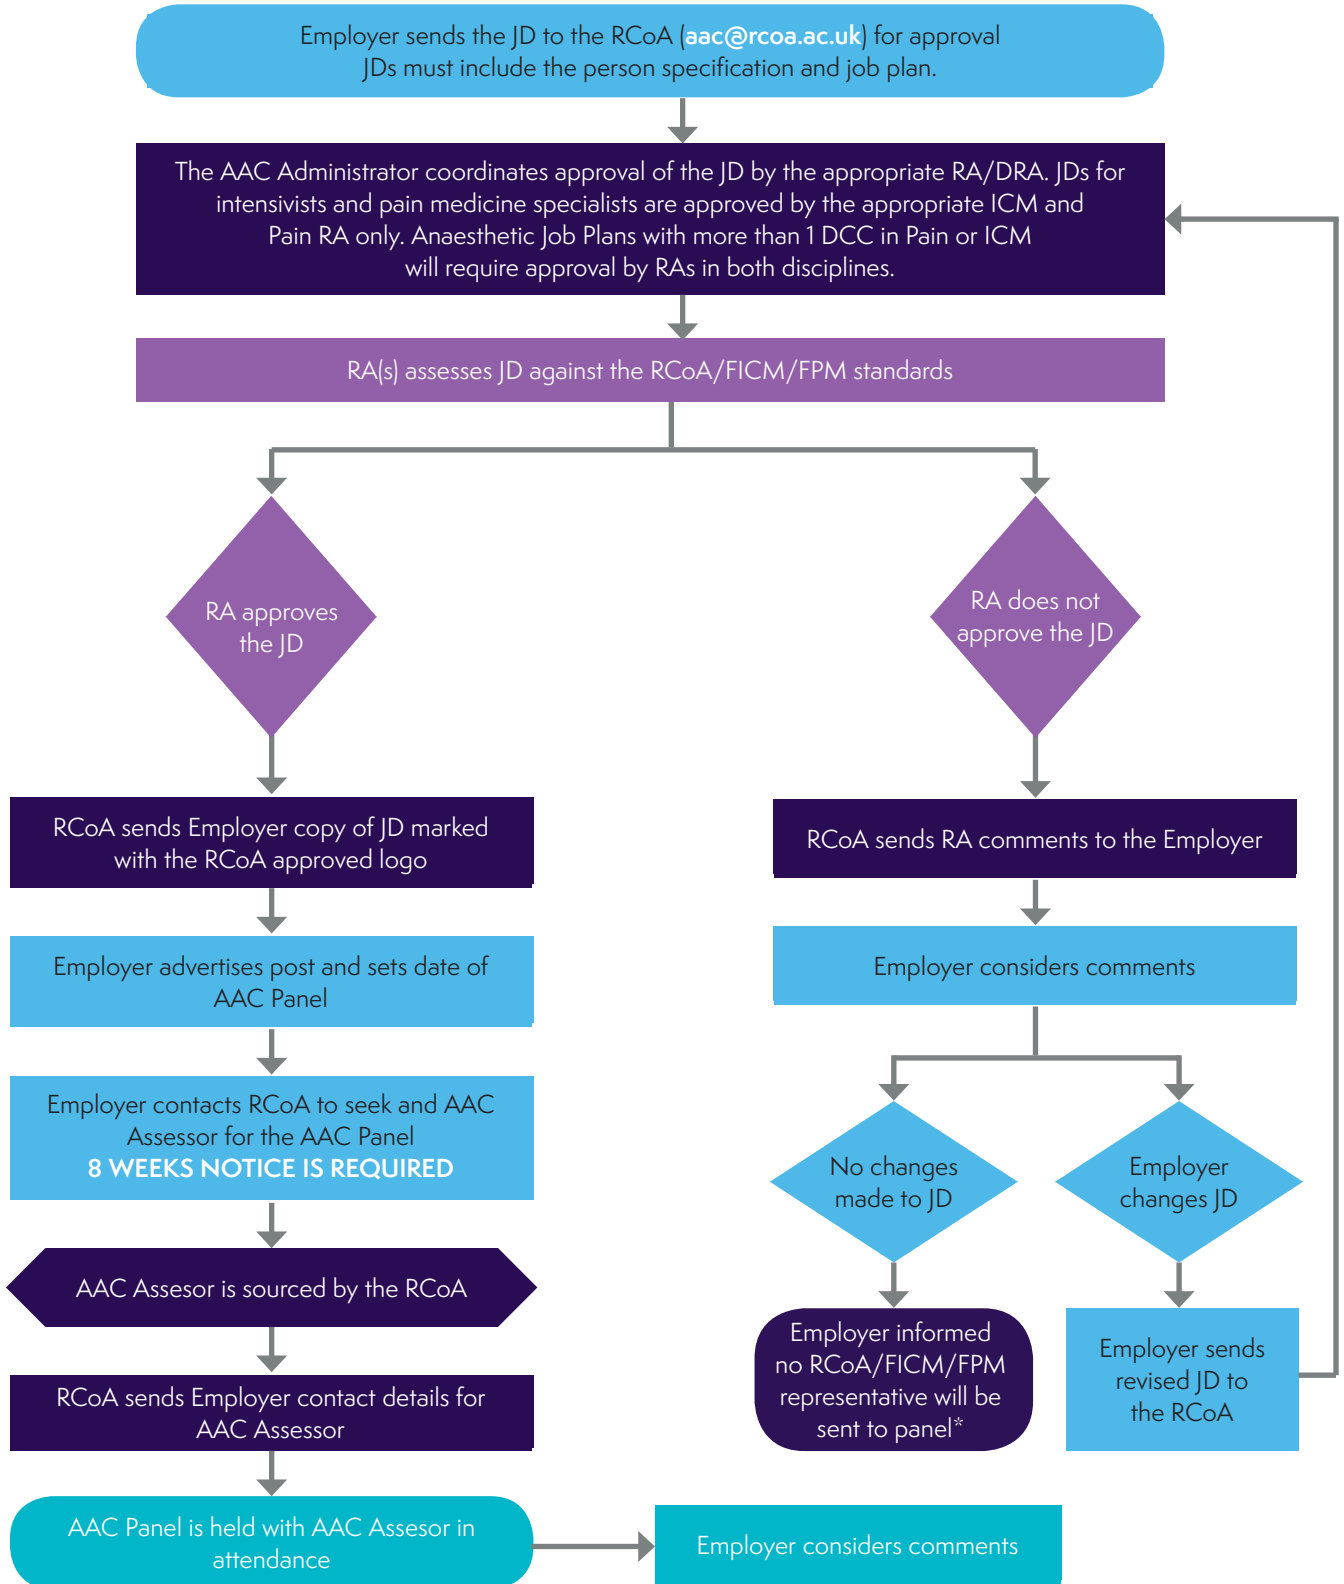 Employer sends the JD to the RCoA (aac@rcoa.ac.uk) for approval
JDs must include the person specification and job plan.
The AAC Administrator coordinates approval of the JD by the appropriate RA/DRA. JDs for
intensivists and pain medicine specialists are approved by the appropriate ICM and
Pain RA only. Anaesthetic Job Plans with more than 1 DCC in Pain or ICM
will require approval by RAs in both disciplines.
RA(s) assesses JD against the RCoA/FICM/FPM standards
RA approves
the JD
RCoA sends Employer copy of JD marked
with the RCoA approved logo
Employer advertises post and sets date of
AAC Panel
Employer contacts RCoA to seek and AAC
Assessor for the AAC Panel
8 WEEKS NOTICE IS REQUIRED
AAC Assesor is sourced by the RCoA
RCoA sends Employer contact details for
AAC Assessor
AAC Panel is held with AAC Assesor in
attendance
Employer considers comments
RA does not
approve the JD
RCoA sends RA comments to the Employer
Employer considers comments
No changes
made to JD
Employer informed
no RCoA/FICM/FPM
representative will be
sent to panel*
Employer
changes JD
Employer sends
revised JD to
the RCoA